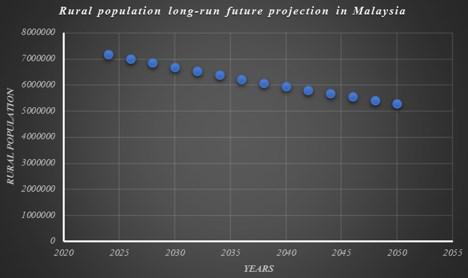 Rural population long-run future projection in Malaysia
8000000
7000000
6000000
5000000
4000000
3000000
2000000
1000000
0
RURAL POPULATION
2020 2025 2030 2035 2040 2045 2050 2055
YEARS